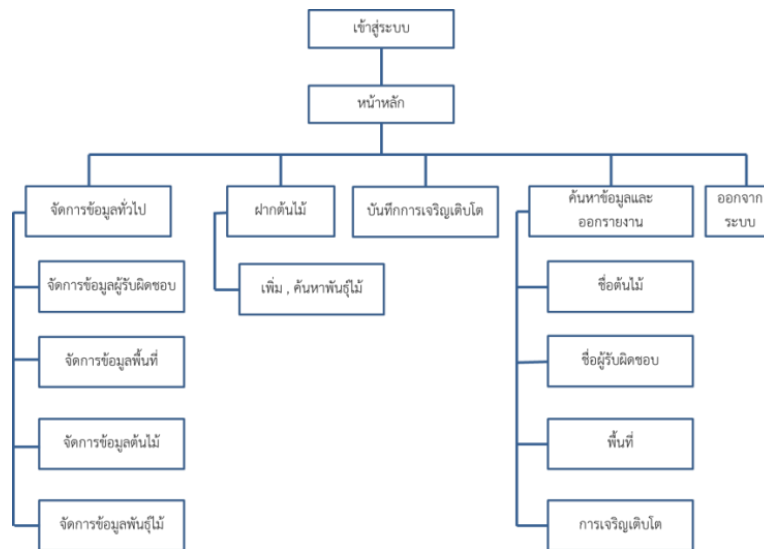 เข้าสู่ระบบ
หน้าหลัก
จัดการข้อมูลทั่วไป
ฝากต้นไม้
บันทึกการเจริญเติบโต
ค้นหาข้อมูลและ
ออกรายงาน
ออกจาก
ระบบ
จัดการข้อมูลผู้รับผิดชอบ
เพิ่ม , ค้นหาพันธุ์ไม้
ชื่อต้นไม้
จัดการข้อมูลพื้นที่
ชื่อผู้รับผิดชอบ
จัดการข้อมูลต้นไม้
พื้นที่
จัดการข้อมูลพันธุ์ไม้
การเจริญเติบโต